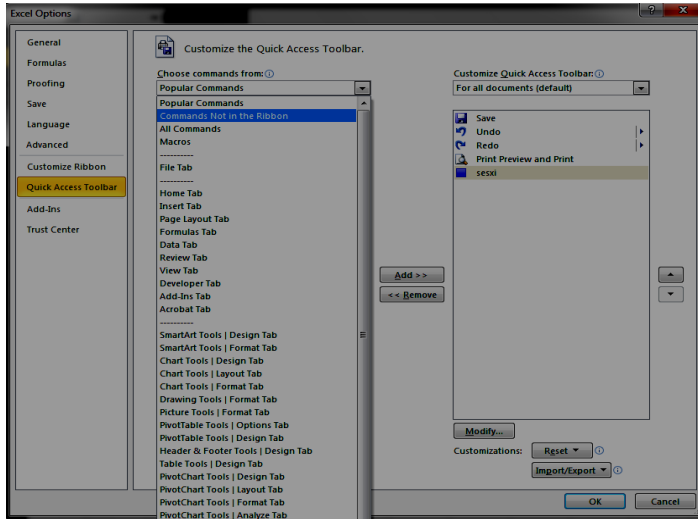 Excel Options
General
Formulas
Proofing
Save
Language
Advanced
Customize Ribbon
Quick Access Toolbar
Add-Ins
Trust Center
Customize the Quick Access Toolbar.
Choose commands from:
Popular Commands
Popular Commands
Commands Not in the Ribbon
All Commands
Macros
----------
File Tab
----------
Home Tab
Insert Tab
Page Layout Tab
Formulas Tab
Data Tab
Review Tab
View Tab
Developer Tab
Add-Ins Tab
Acrobat Tab
----------
SmartArt Tools | Design Tab
SmartArt Tools | Format Tab
Chart Tools | Design Tab
Chart Tools | Layout Tab
Chart Tools | Format Tab
Drawing Tools | Format Tab
Picture Tools | Format Tab
PivotTable Tools | Options Tab
PivotTable Tools | Design Tab
Header & Footer Tools | Design Tab
Table Tools | Design Tab
PivotChart Tools | Design Tab
PivotChart Tools | Layout Tab
PivotChart Tools | Format Tab
PivotChart Tools | Analyze Tab
Add >>
<< Remove
Customize Quick Access Toolbar:
For all documents (default)
Save
Undo
Redo
Print Preview and Print
sesxi
Modify...
Customizations:
Reset
Import/Export
OK
Cancel